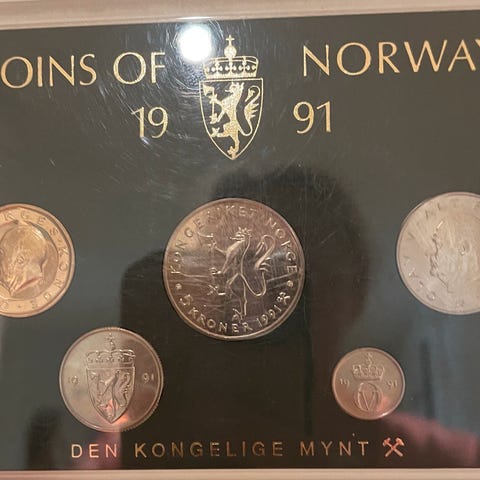 OINS OF NORWAY
19 91
KONGERIKET NORGE
5 KRONER 1991
19 91
19 91
DEN KONGELIGE MYNT